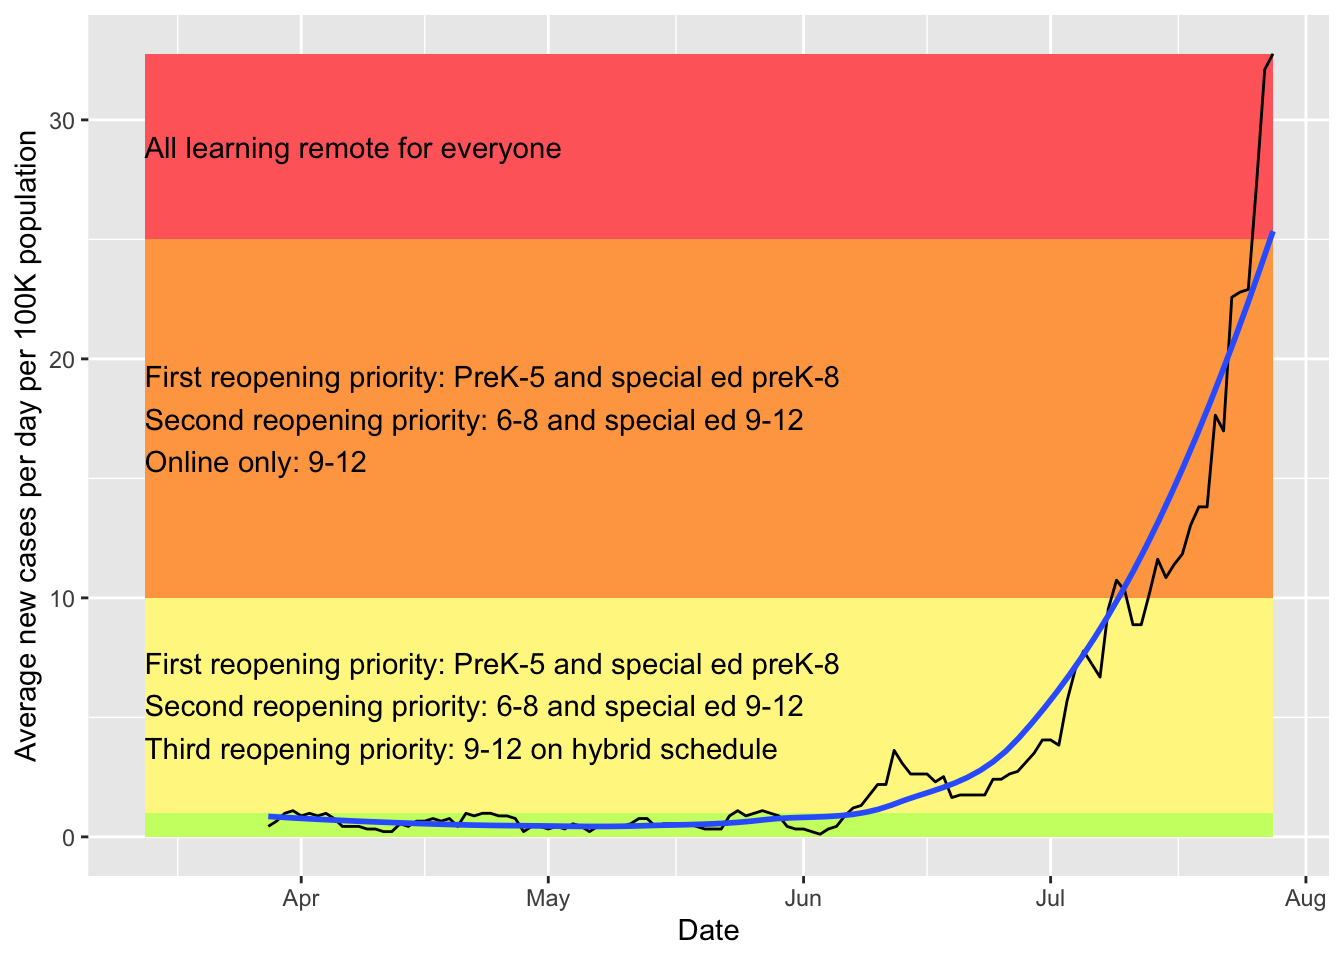 30
All learning remote for everyone
20
First reopening priority: PreK-5 and special ed preK-8
Second reopening priority: 6-8 and special ed 9-12
Online only: 9-12
10
First reopening priority: PreK-5 and special ed preK-8
Second reopening priority: 6-8 and special ed 9-12
Third reopening priority: 9-12 on hybrid schedule
0
Average new cases per day per 100K population
Apr May Jun Jul Aug
Date